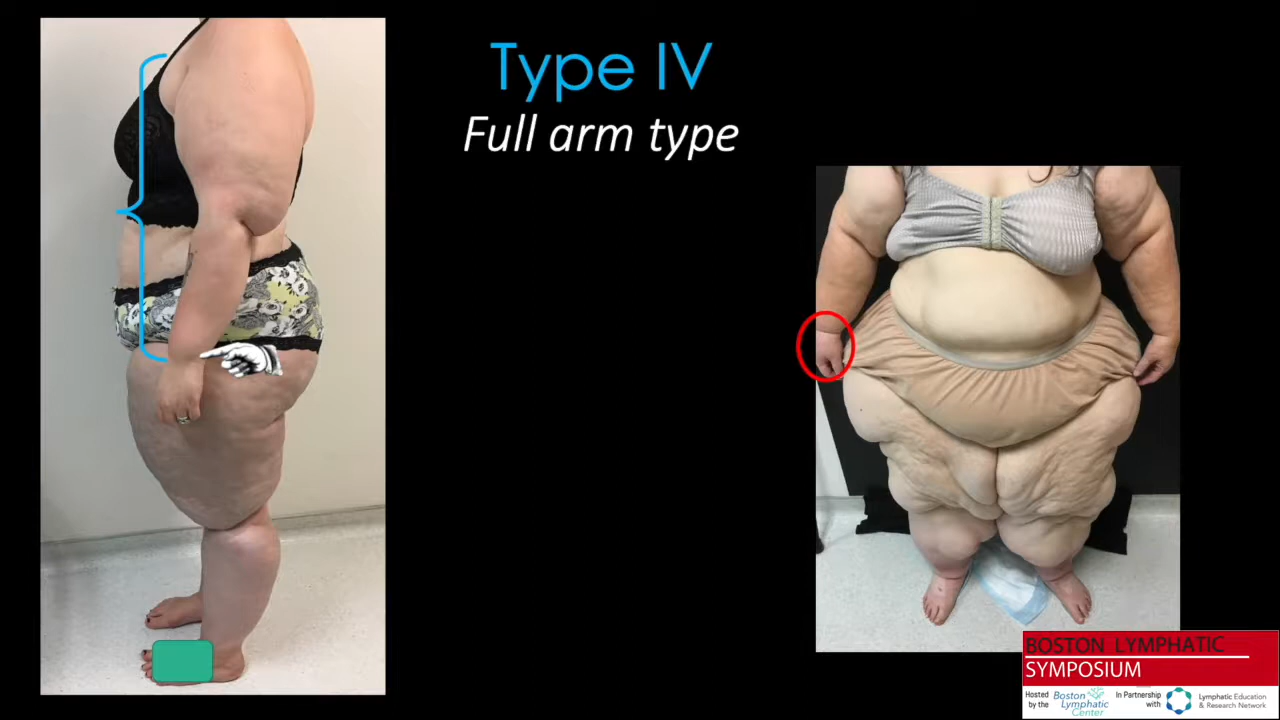 Type IV
Full arm type
BOSTON LYMPHATIC
SYMPOSIUM
Hosted by the Boston Lymphatic Center
In Partnership with Lymphatic Education & Research Network